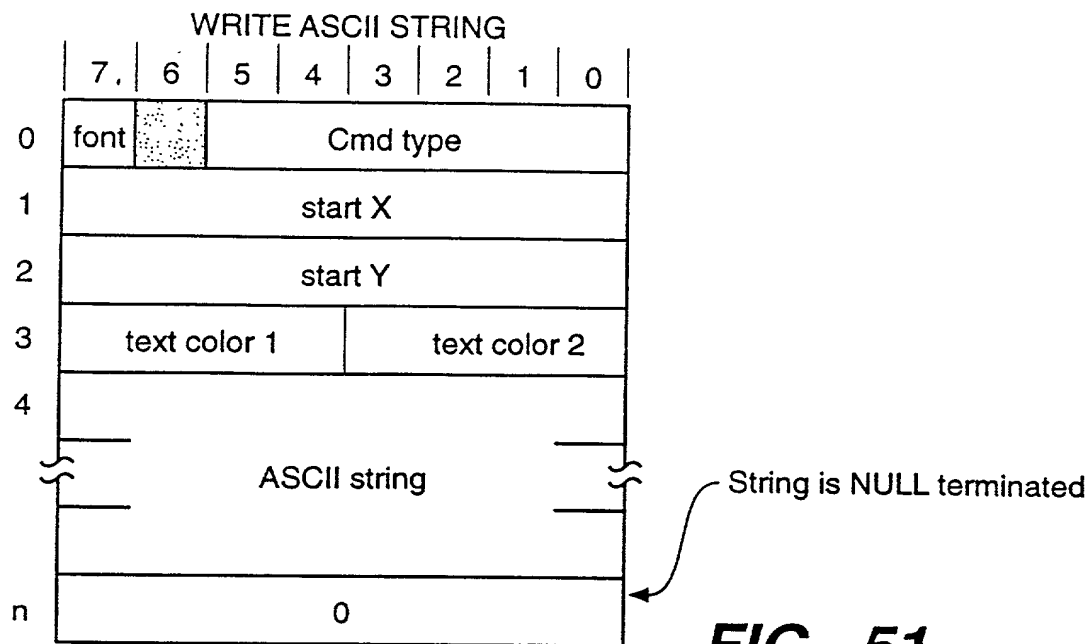 WRITE ASCII STRING
7 6 5 4 3 2 1 0
0 font Cmd type
1 start X
2 start Y
3 text color 1 text color 2
4
ASCII string
String is NULL terminated
n 0
FIG. 51